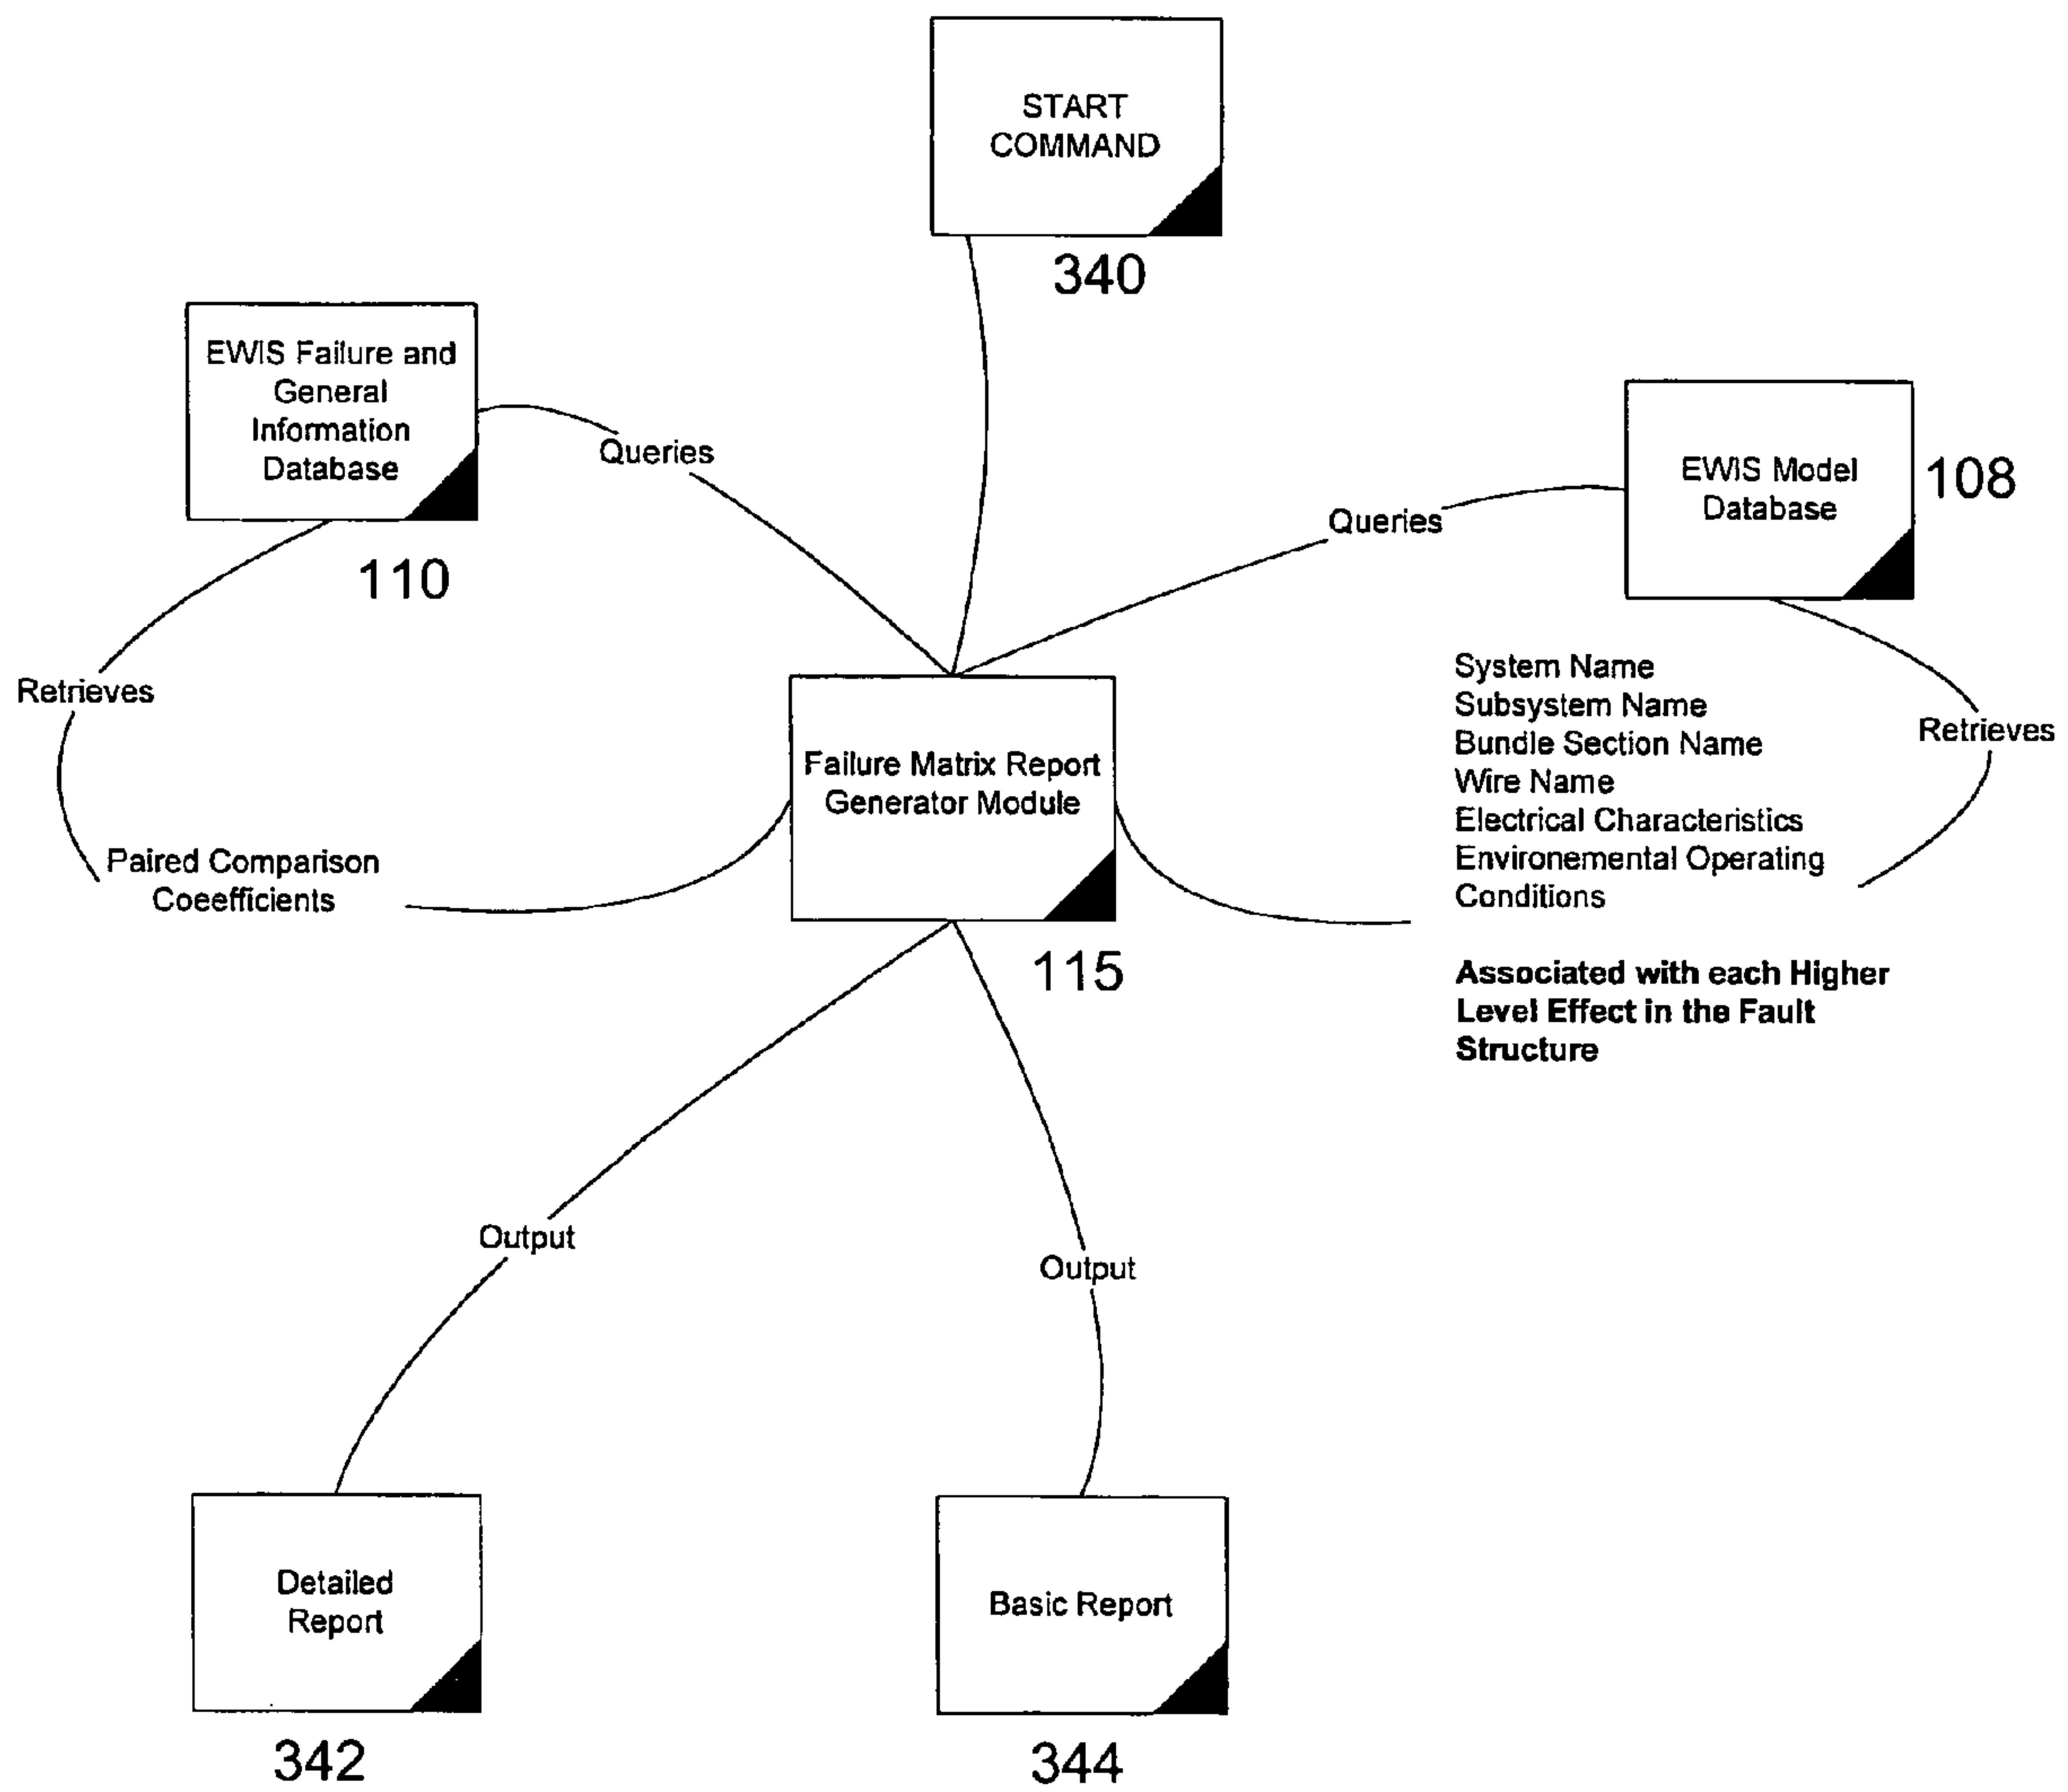 START
COMMAND
340
EWIS Failure and
General
Information
Database
110
Queries
EWIS Model
Database
108
Queries
Retrieves
Paired Comparison
Coeefficients
Failure Matrix Report
Generator Module
115
System Name
Subsystem Name
Bundle Section Name
Wire Name
Electrical Characteristics
Environemental Operating
Conditions
Associated with each Higher
Level Effect in the Fault
Structure
Retrieves
Output
Output
Detailed
Report
342
Basic Report
344